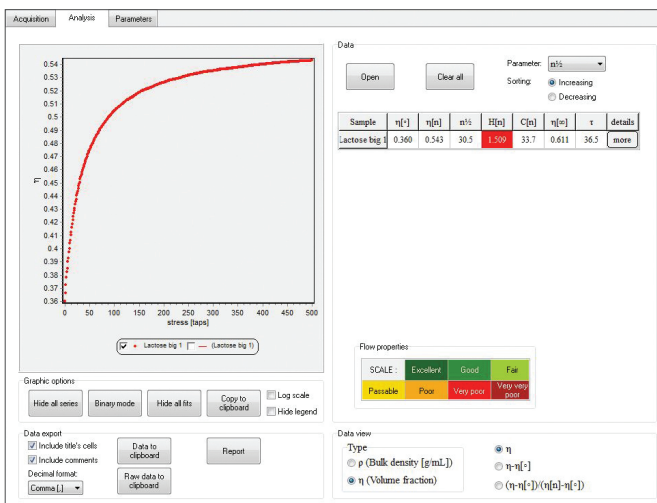 Acquisition Analysis Parameters
0.54
0.53
0.52
0.51
0.5
0.49
0.48
0.47
0.46
0.45
0.44
0.43
0.42
0.41
0.4
0.39
0.38
0.37
0.36
η
0 50 100 150 200 250 300 350 400 450 500
stress [taps]
Lactose big 1 (Lactose big 1)
Graphic options
Hide all series
Binary mode
Hide all fits
Copy to
clipboard
Log scale
Hide legend
Data export
Include title's cells
Include comments
Decimal format:
Comma [,]
Data to
clipboard
Raw data to
clipboard
Report
Data
Open
Clear all
Parameter: n½
Sorting: Increasing
Decreasing
Sample η[°] η[n] n½ H[n] C[n] η[∞] τ details
Lactose big 1 0.360 0.543 30.5 1.509 33.7 0.611 36.5 more
Flow properties
SCALE : Excellent Good Fair
Passable Poor Very poor Very very
poor
Data view
Type
ρ (Bulk density [g/mL])
η (Volume fraction)
η
η-η[°]
(η-η[°])/(η[n]-η[°])